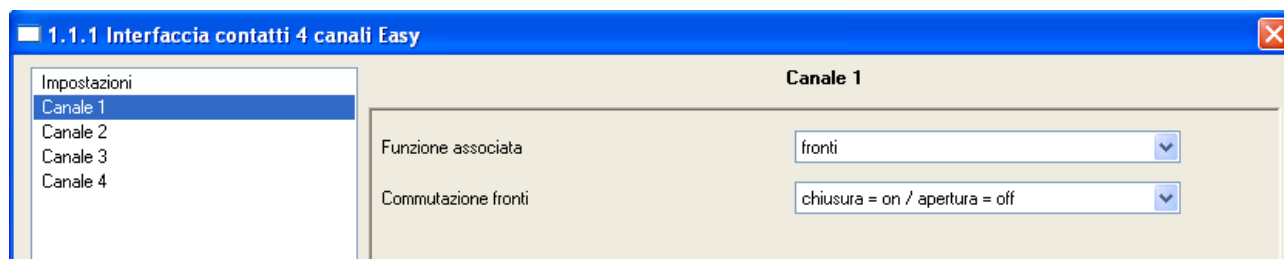 1.1.1 Interfaccia contatti 4 canali Easy
Impostazioni
Canale 1
Canale 2
Canale 3
Canale 4
Canale 1
Funzione associata
fronti
Commutazione fronti
chiusura = on / apertura = off